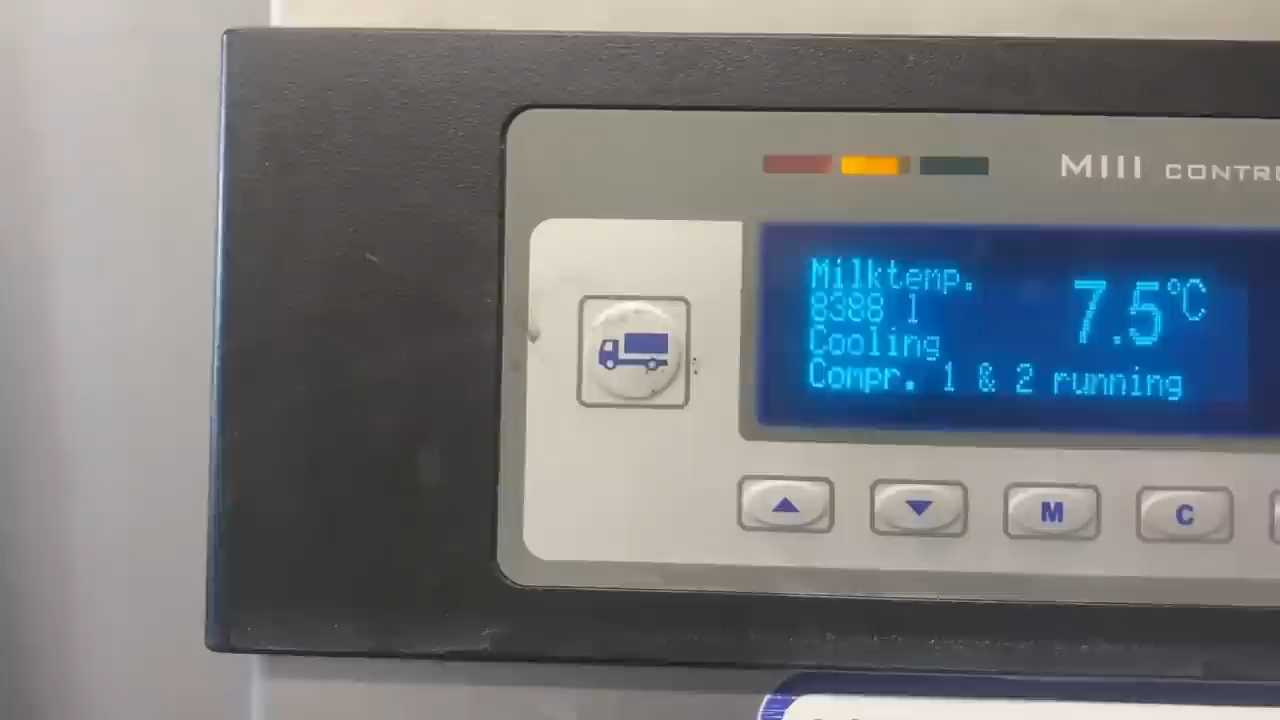 MIII CONTRO
Milktemp.
7.5°C
8388 l
Cooling
Compr. 1 & 2 running
M
C